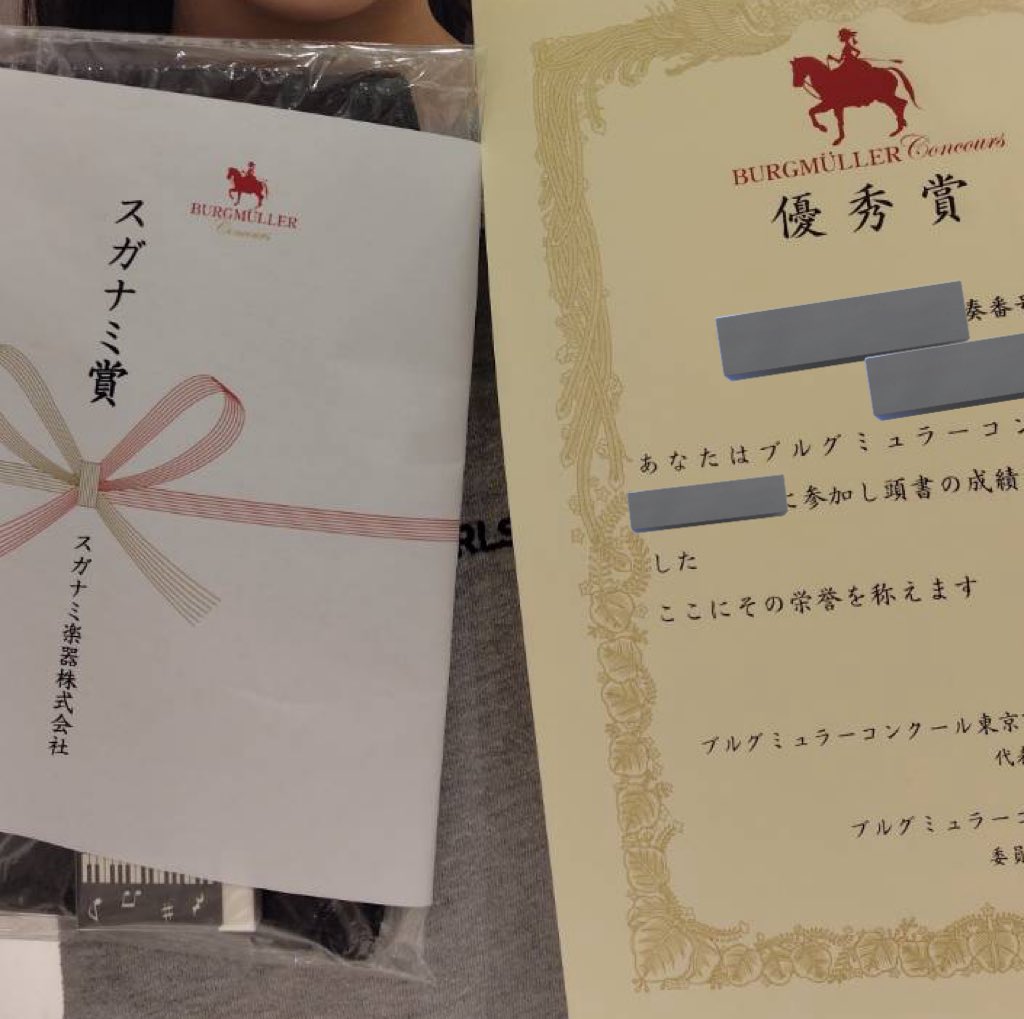 BURGMÜLLER
Concours
スガナミ賞
スガナミ楽器株式会社
RLS
BURGMÜLLER Concours
優秀賞
奏番号
あなたはブルグミュラーコン
に参加し頭書の成績
した
ここにその栄誉を称えます
ブルグミュラーコンクール東京
代表
ブルグミュラーコ
委員